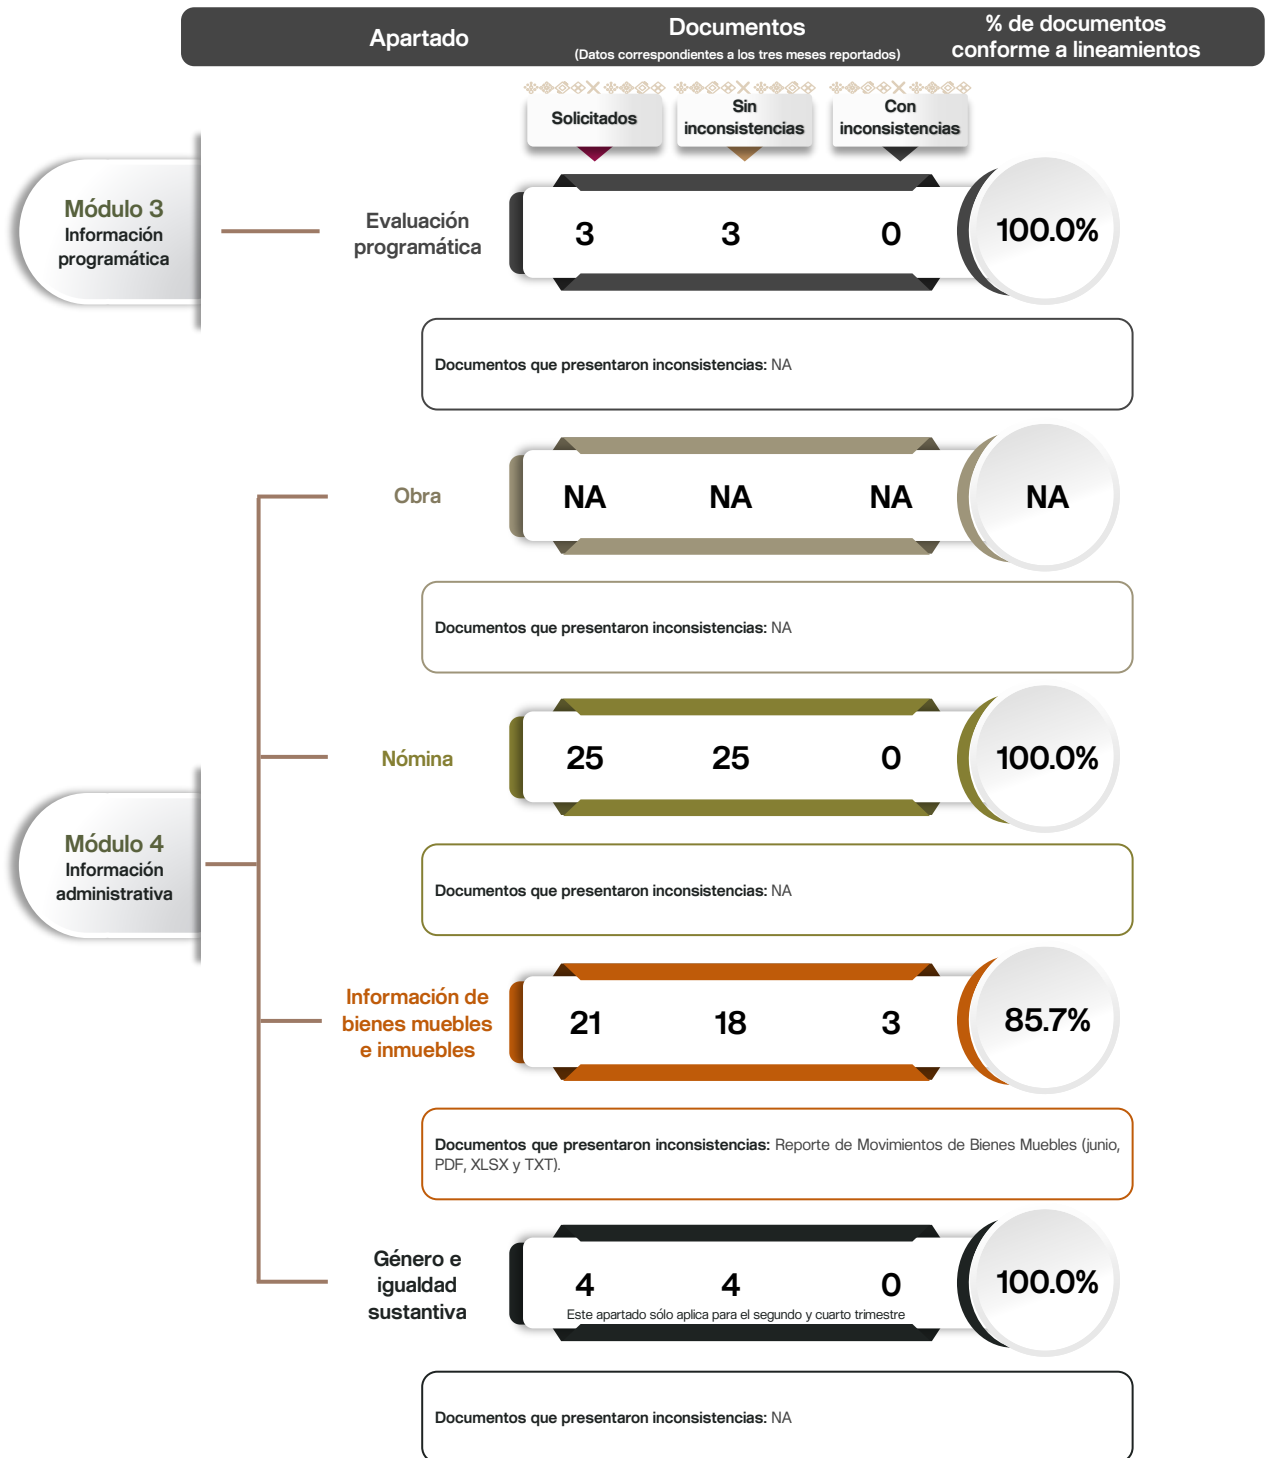 Apartado
Documentos
(Datos correspondientes a los tres meses reportados)
% de documentos
conforme a lineamientos
Solicitados
Sin
inconsistencias
Con
inconsistencias
Módulo 3
Información
programática
Evaluación
programática
3 3 0 100.0%
Documentos que presentaron inconsistencias: NA
Obra
NA NA NA NA
Documentos que presentaron inconsistencias: NA
Nómina
25 25 0 100.0%
Documentos que presentaron inconsistencias: NA
Módulo 4
Información
administrativa
Información de
bienes muebles
e inmuebles
21 18 3 85.7%
Documentos que presentaron inconsistencias: Reporte de Movimientos de Bienes Muebles (junio,
PDF, XLSX y TXT).
Género e
igualdad
sustantiva
4 4 0 100.0%
Este apartado sólo aplica para el segundo y cuarto trimestre
Documentos que presentaron inconsistencias: NA